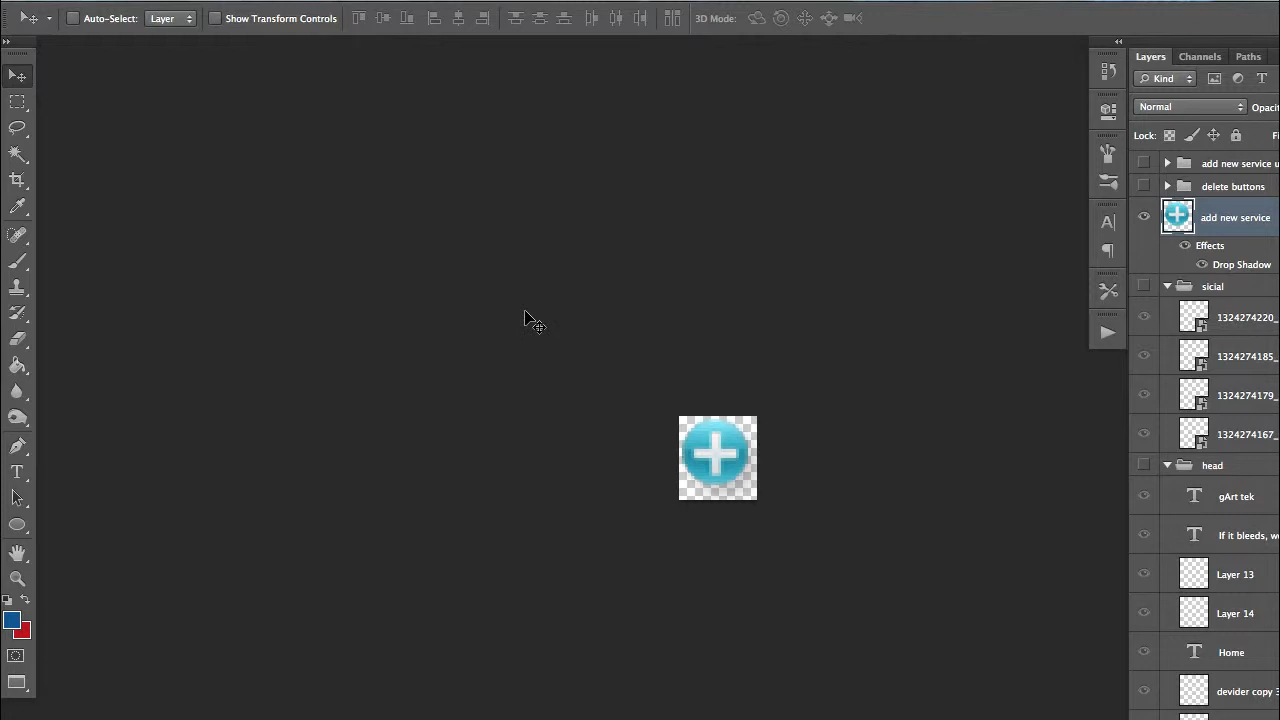 Auto-Select: Layer Show Transform Controls 3D Mode:
Layers Channels Paths
Kind
Normal Opacit
Lock: Fi
add new service u
delete buttons
add new service
Effects
Drop Shadow
sicial
1324274220_
1324274185_
1324274179_
1324274167_
head
gArt tek
If it bleeds, we
Layer 13
Layer 14
Home
devider copy 3